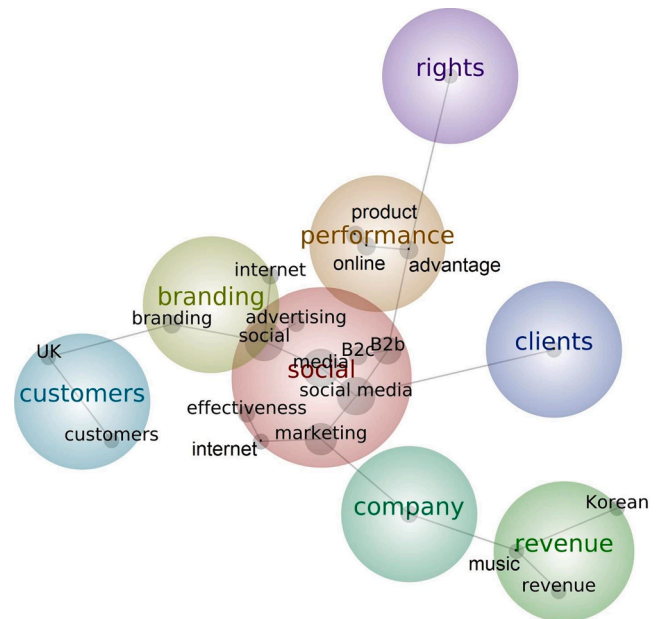 rights
product
performance
online
advantage
internet
branding
branding
advertising
social
UK
B2b
B2c
media
social
clients
customers
social media
effectiveness
customers
marketing
internet
company
Korean
revenue
music
revenue